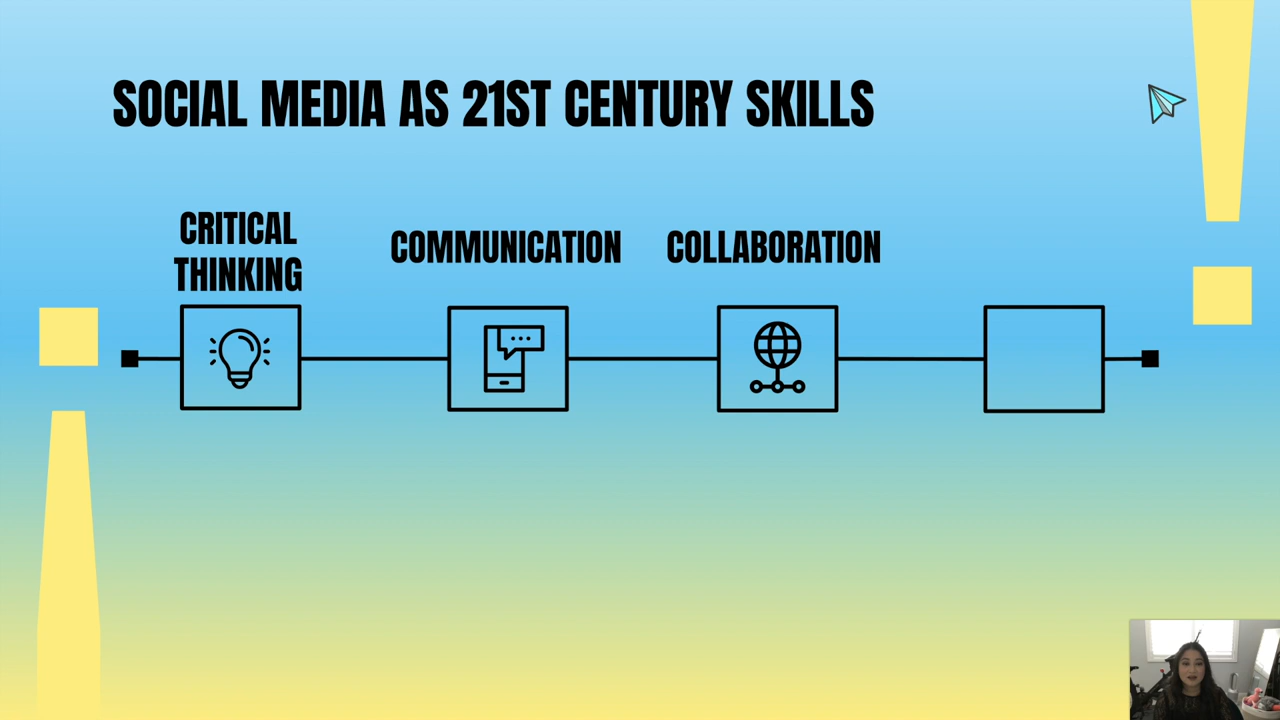 SOCIAL MEDIA AS 21ST CENTURY SKILLS
CRITICAL
THINKING
COMMUNICATION
COLLABORATION